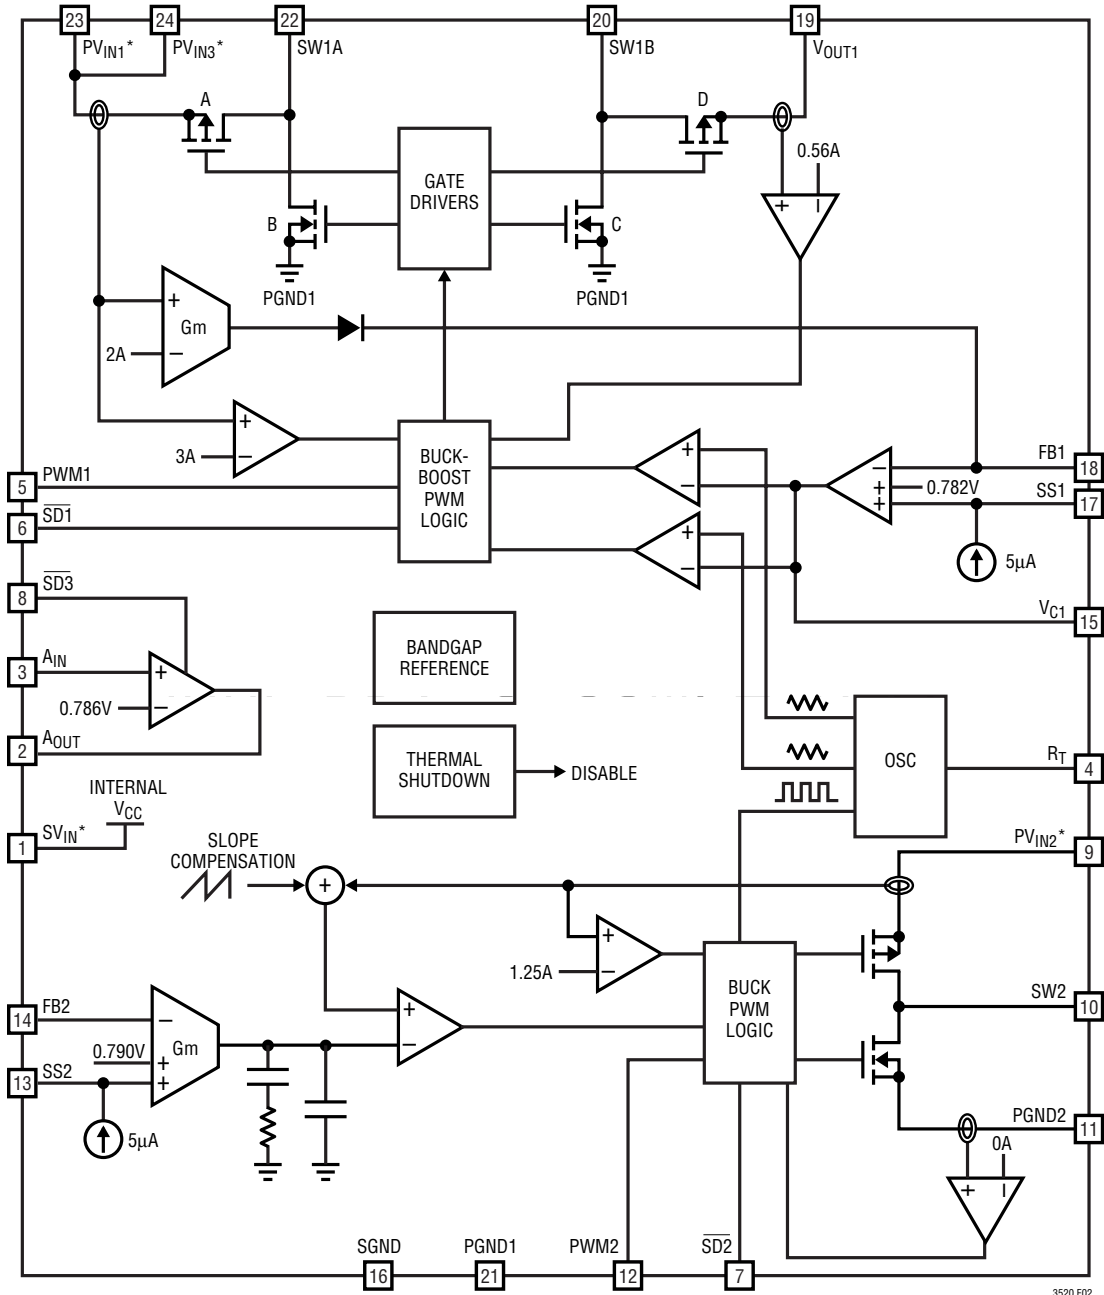 23
24
22
20
19
PVIN1*
PVIN3*
SW1A
SW1B
VOUT1
A
D
0.56A
GATE
DRIVERS
+
–
B
C
PGND1
PGND1
+
Gm
2A
–
+
3A
–
BUCK-
BOOST
PWM
LOGIC
+
–
–
+
+
0.782V
FB1
18
SS1
17
5µA
PWM1
5
SD1
6
+
–
SD3
8
VC1
15
BANDGAP
REFERENCE
AIN
3
+
0.786V
–
AOUT
2
THERMAL
SHUTDOWN
DISABLE
OSC
RT
4
INTERNAL
VCC
SVIN*
1
SLOPE
COMPENSATION
+
PVIN2*
9
+
1.25A
–
BUCK
PWM
LOGIC
SW2
10
FB2
14
–
Gm
0.790V
+
SS2
13
+
+
–
5µA
PGND2
11
0A
+
–
SGND
PGND1
PWM2
SD2
16
21
12
7
3520 F02